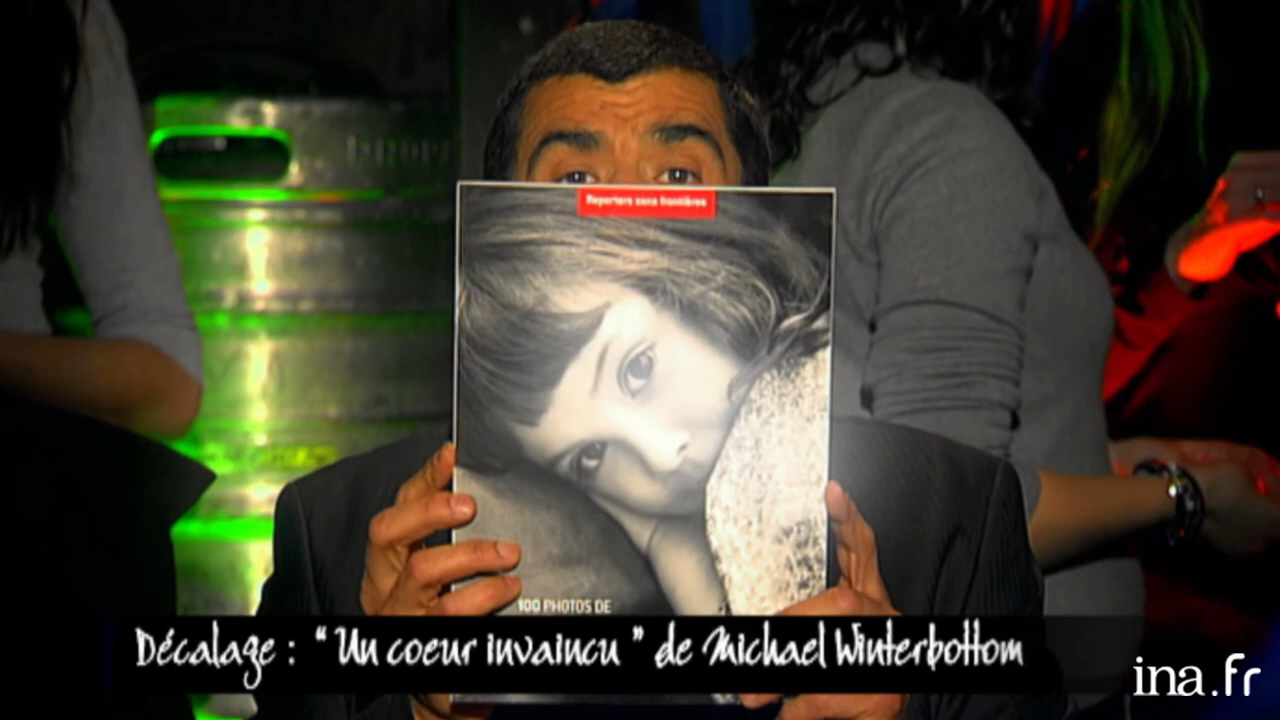 Reporters sans frontières
100 PHOTOS DE
Décalage : “ Un coeur invaincu ” de Michael Winterbottom
ina.fr